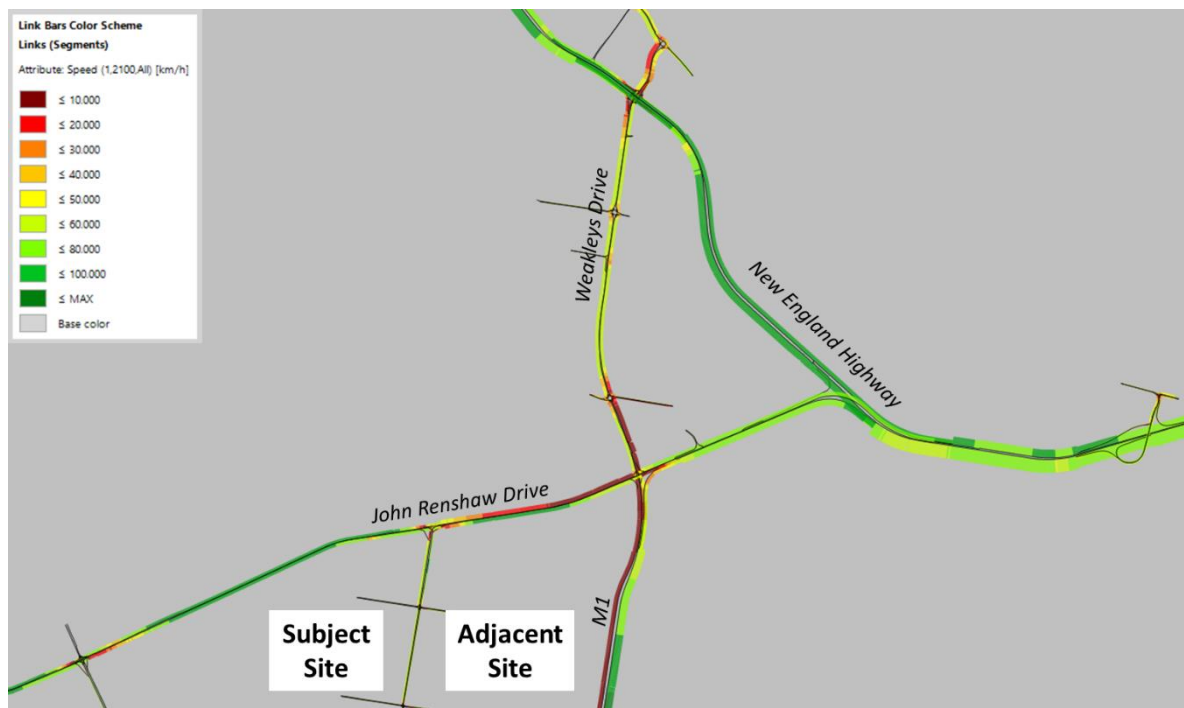 Link Bars Color Scheme
Links (Segments)
Attribute: Speed (1,2100,All) [km/h]
≤ 10.000
≤ 20.000
≤ 30.000
≤ 40.000
≤ 50.000
≤ 60.000
≤ 80.000
≤ 100.000
≤ MAX
Base color
Weakleys Drive
New England Highway
John Renshaw Drive
M1
Subject
Site
Adjacent
Site